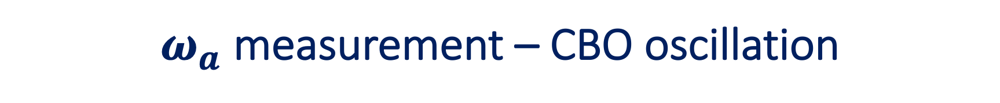 𝝎ₐ measurement – CBO oscillation